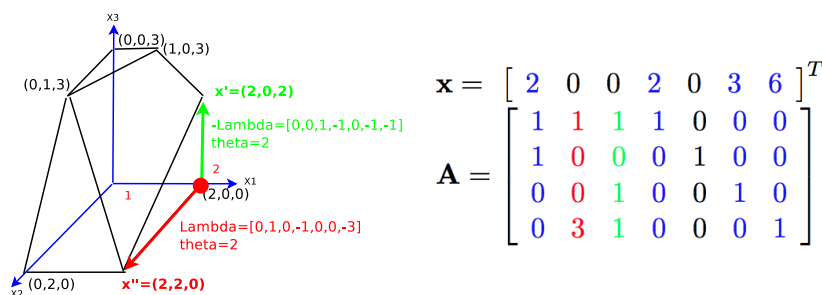 X3
(0,0,3)
(1,0,3)
(0,1,3)
x'=(2,0,2)
-Lambda=[0,0,1,-1,0,-1,-1]
theta=2
2
X1
1
(2,0,0)
Lambda=[0,1,0,-1,0,0,-3]
theta=2
(0,2,0)
x''=(2,2,0)
X2
x = [ 2 0 0 2 0 3 6 ]^T
A =
1 1 1 1 0 0 0
1 0 0 0 1 0 0
0 0 1 0 0 1 0
0 3 1 0 0 0 1